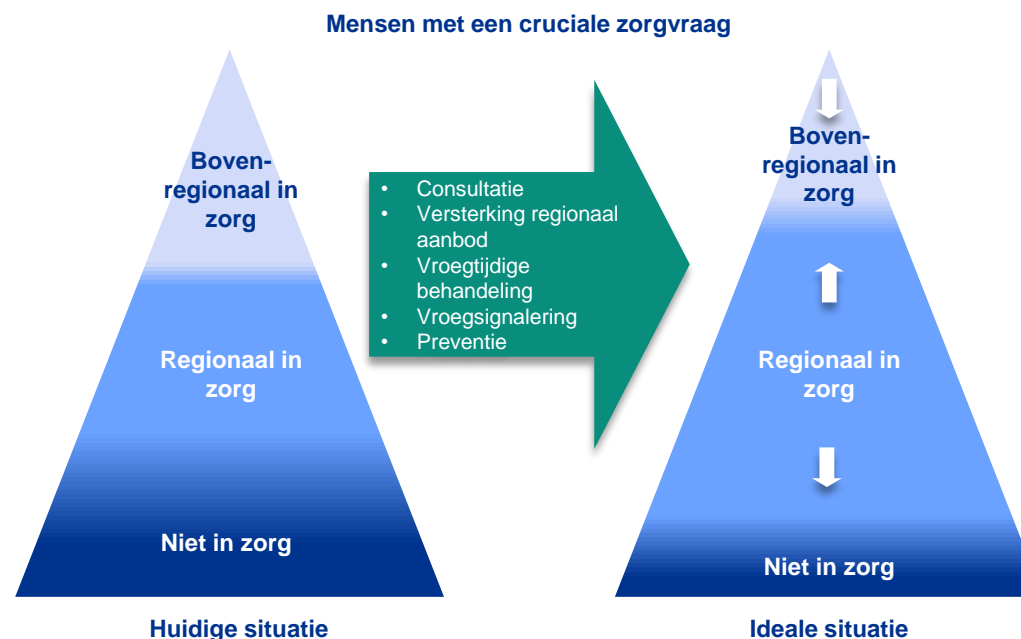 Mensen met een cruciale zorgvraag
Boven-
regionaal in
zorg
Regionaal in
zorg
Niet in zorg
Huidige situatie
• Consultatie
• Versterking regionaal
aanbod
• Vroegtijdige
behandeling
• Vroegsignalering
• Preventie
Boven-
regionaal in
zorg
Regionaal in
zorg
Niet in zorg
Ideale situatie